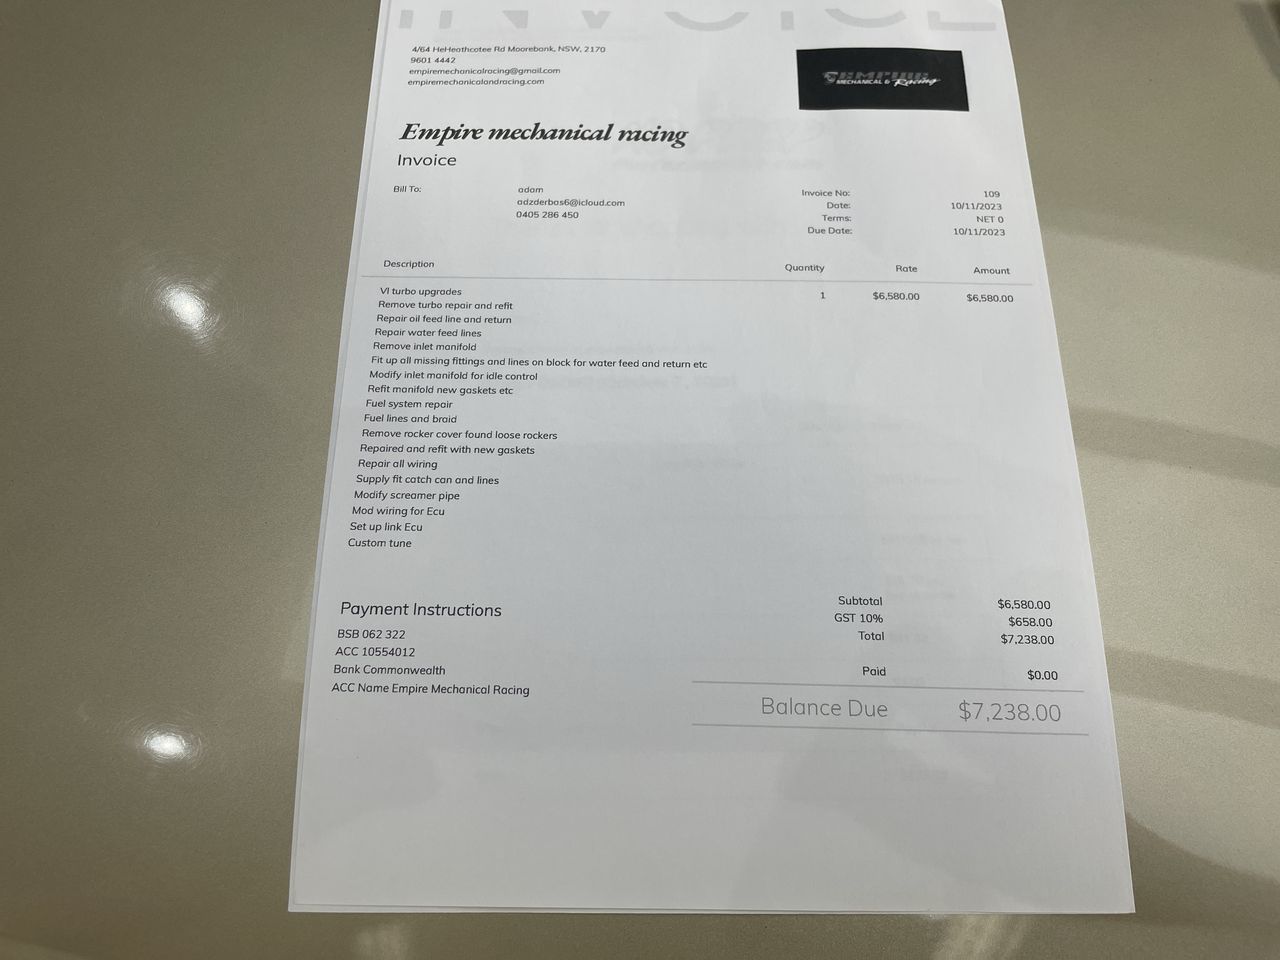 INVOICE
4/64 HeHeathcotee Rd Moorebank, NSW, 2170
9601 4442
empiremechanicalracing@gmail.com
empiremechanicalandracing.com
EMPIRE
MECHANICAL & Racing
Empire mechanical racing
Invoice
Bill To:
adam
adzderbas6@icloud.com
0405 286 450
Invoice No: 109
Date: 10/11/2023
Terms: NET 0
Due Date: 10/11/2023
Description Quantity Rate Amount
Vl turbo upgrades 1 $6,580.00 $6,580.00
Remove turbo repair and refit
Repair oil feed line and return
Repair water feed lines
Remove inlet manifold
Fit up all missing fittings and lines on block for water feed and return etc
Modify inlet manifold for idle control
Refit manifold new gaskets etc
Fuel system repair
Fuel lines and braid
Remove rocker cover found loose rockers
Repaired and refit with new gaskets
Repair all wiring
Supply fit catch can and lines
Modify screamer pipe
Mod wiring for Ecu
Set up link Ecu
Custom tune
Payment Instructions
BSB 062 322
ACC 10554012
Bank Commonwealth
ACC Name Empire Mechanical Racing
Subtotal $6,580.00
GST 10% $658.00
Total $7,238.00
Paid $0.00
Balance Due $7,238.00